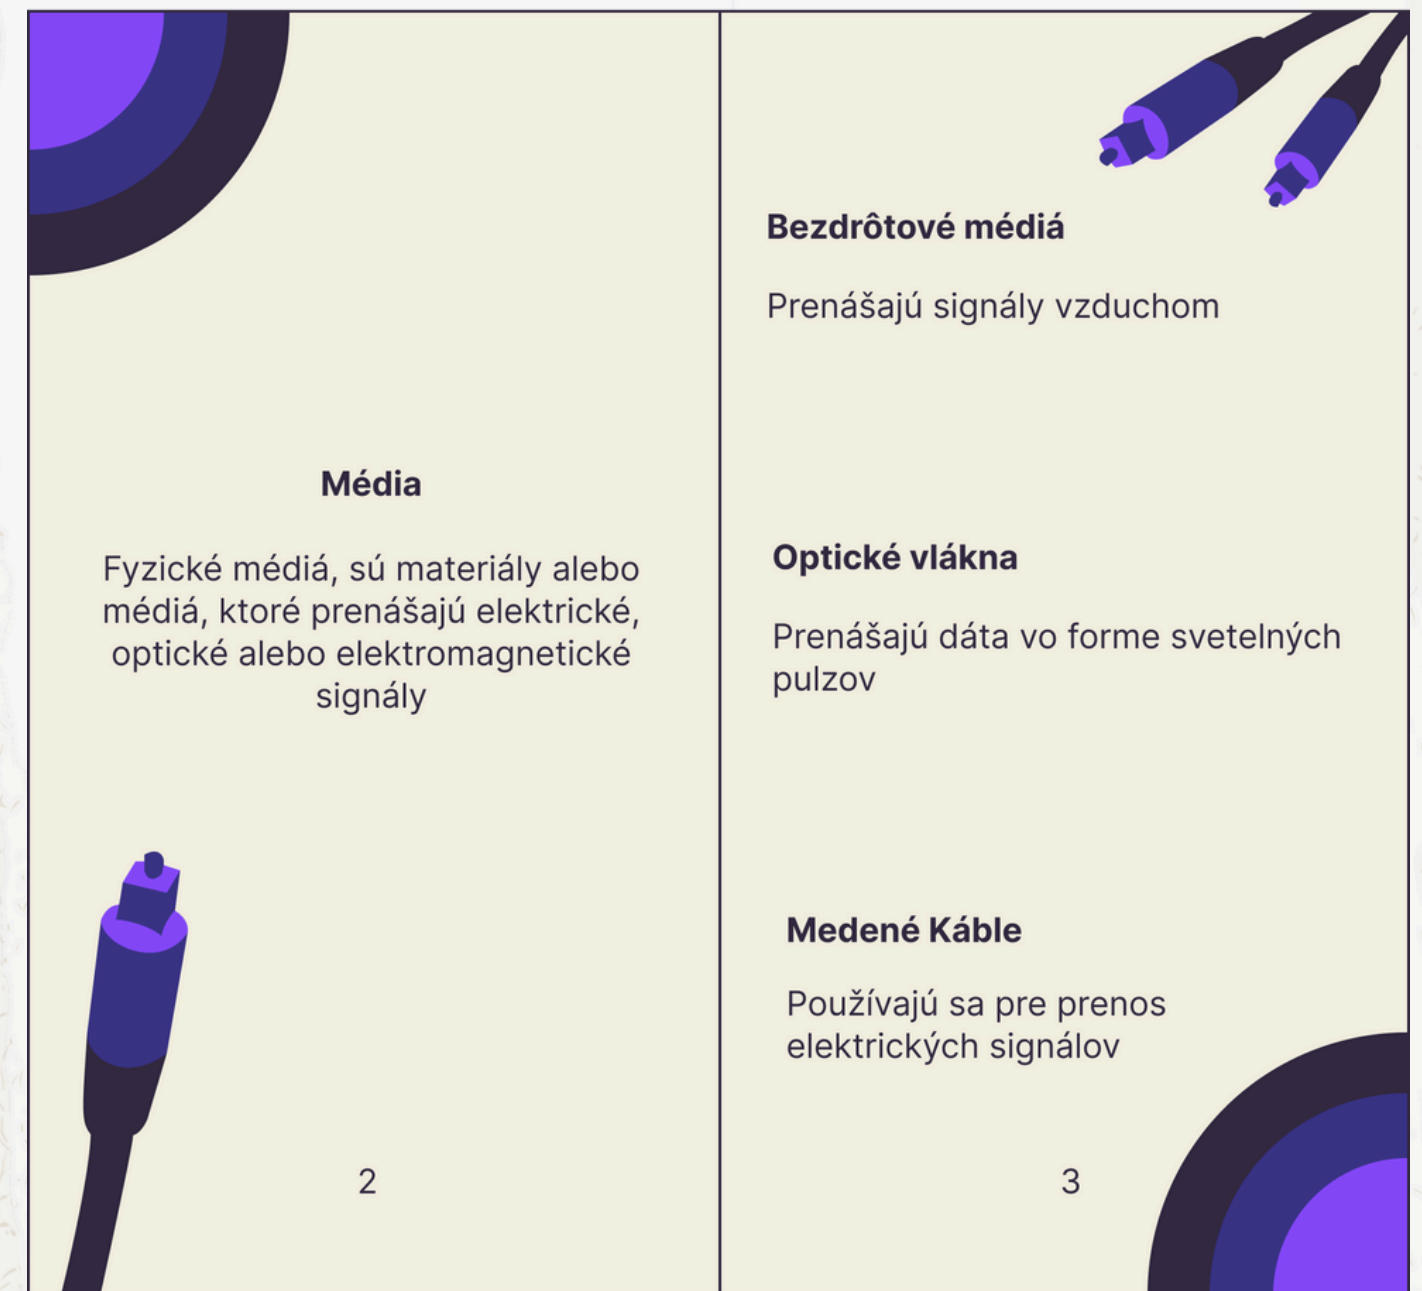 Média
Fyzické médiá, sú materiály alebo
médiá, ktoré prenášajú elektrické,
optické alebo elektromagnetické
signály
2
Bezdrôtové médiá
Prenášajú signály vzduchom
Optické vlákna
Prenášajú dáta vo forme svetelných
pulzov
Medené Káble
Používajú sa pre prenos
elektrických signálov
3